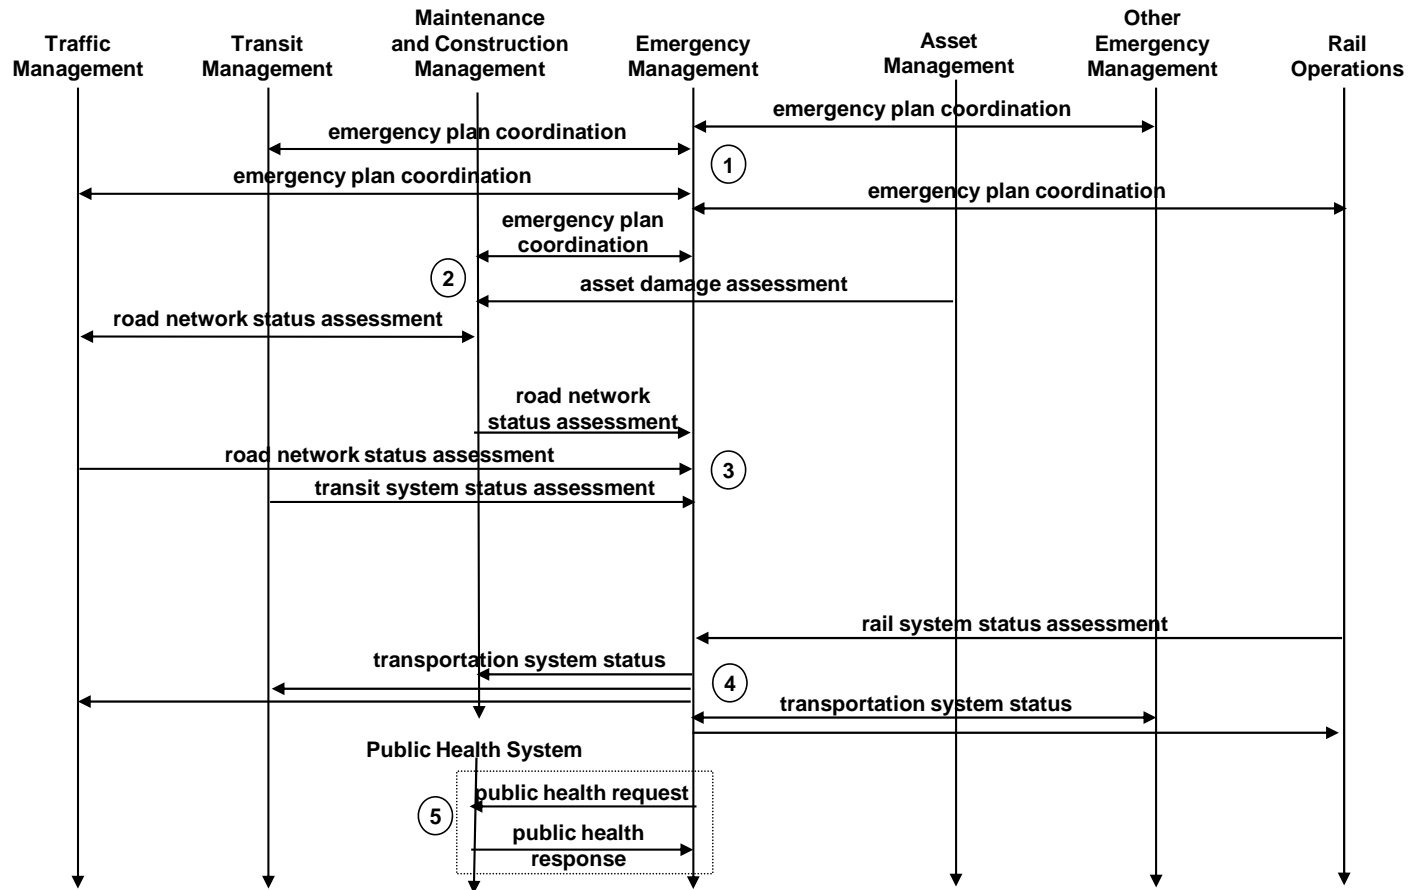 Traffic
Management
Transit
Management
Maintenance
and Construction
Management
Emergency
Management
Asset
Management
Other
Emergency
Management
Rail
Operations
emergency plan coordination
emergency plan coordination
1
emergency plan coordination
emergency plan coordination
emergency plan
coordination
2
asset damage assessment
road network status assessment
road network
status assessment
road network status assessment
3
transit system status assessment
rail system status assessment
transportation system status
4
transportation system status
Public Health System
public health request
5
public health
response